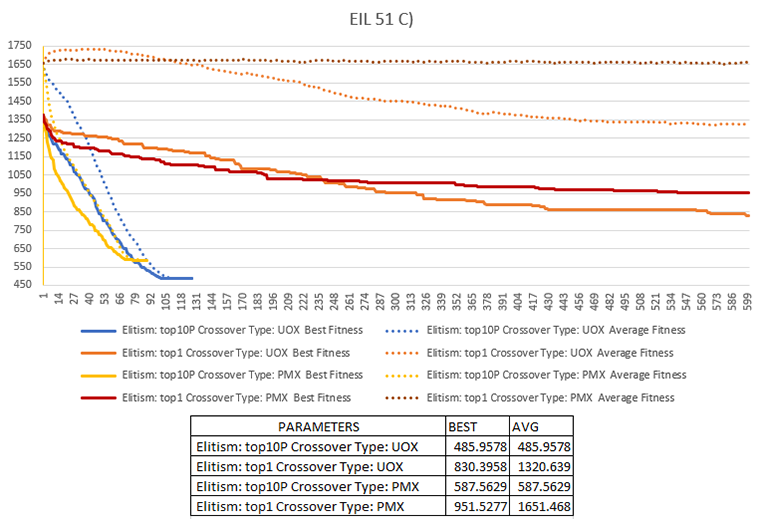 EIL 51 C)
1750
1650
1550
1450
1350
1250
1150
1050
950
850
750
650
550
450
1 14 27 40 53 66 79 92 105 118 131 144 157 170 183 196 209 222 235 248 261 274 287 300 313 326 339 352 365 378 391 404 417 430 443 456 469 482 495 508 521 534 547 560 573 586 599
Elitism: top10P Crossover Type: UOX Best Fitness
Elitism: top10P Crossover Type: UOX Average Fitness
Elitism: top1 Crossover Type: UOX Best Fitness
Elitism: top1 Crossover Type: UOX Average Fitness
Elitism: top10P Crossover Type: PMX Best Fitness
Elitism: top10P Crossover Type: PMX Average Fitness
Elitism: top1 Crossover Type: PMX Best Fitness
Elitism: top1 Crossover Type: PMX Average Fitness
PARAMETERS BEST AVG
Elitism: top10P Crossover Type: UOX 485.9578 485.9578
Elitism: top1 Crossover Type: UOX 830.3958 1320.639
Elitism: top10P Crossover Type: PMX 587.5629 587.5629
Elitism: top1 Crossover Type: PMX 951.5277 1651.468